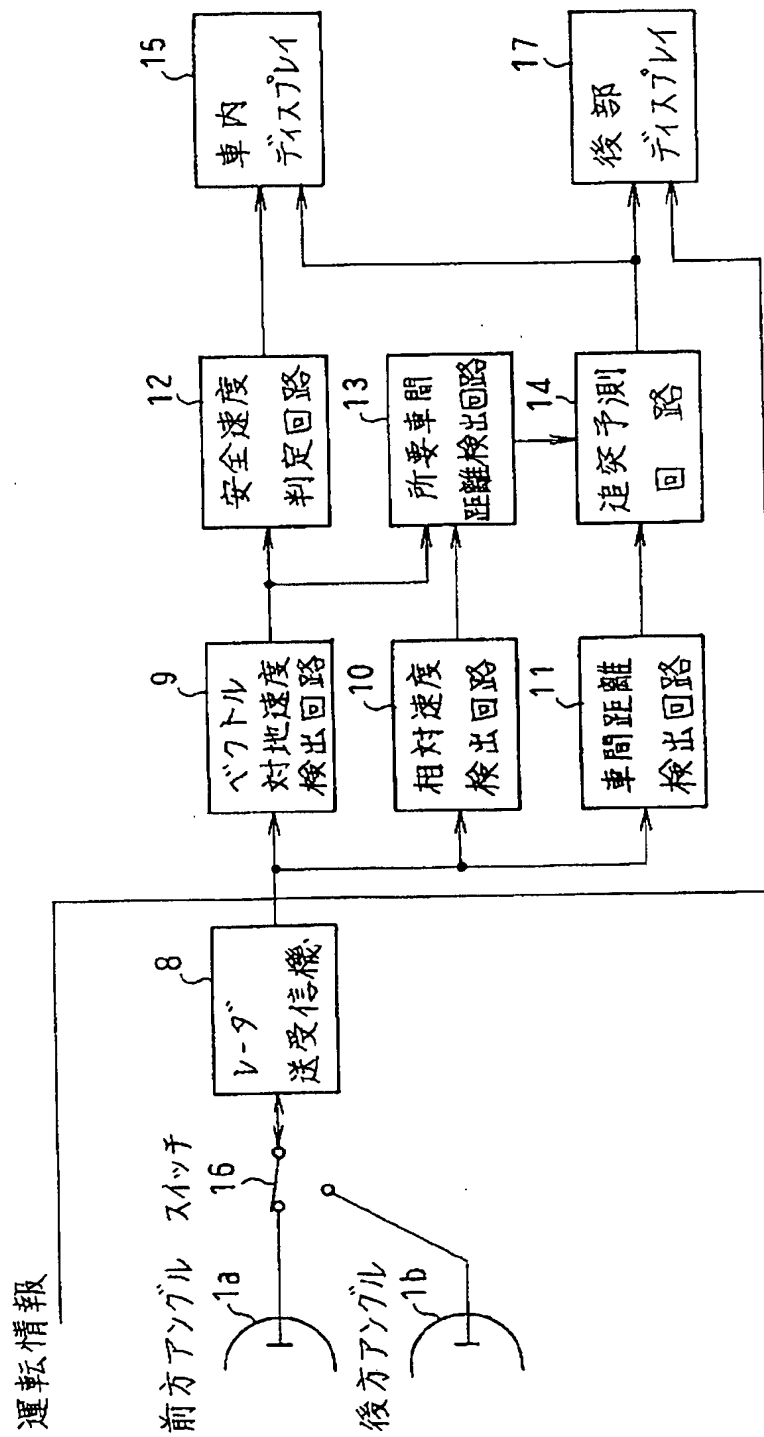 運転情報
前方アングル
1a
スイッチ
16
後方アングル
1b
8
レーダ
送受信機
9
ベクトル
対地速度
検出回路
10
相対速度
検出回路
11
車間距離
検出回路
12
安全速度
判定回路
13
所要車間
距離検出回路
14
追突予測
回路
15
車内
ディスプレイ
17
後部
ディスプレイ